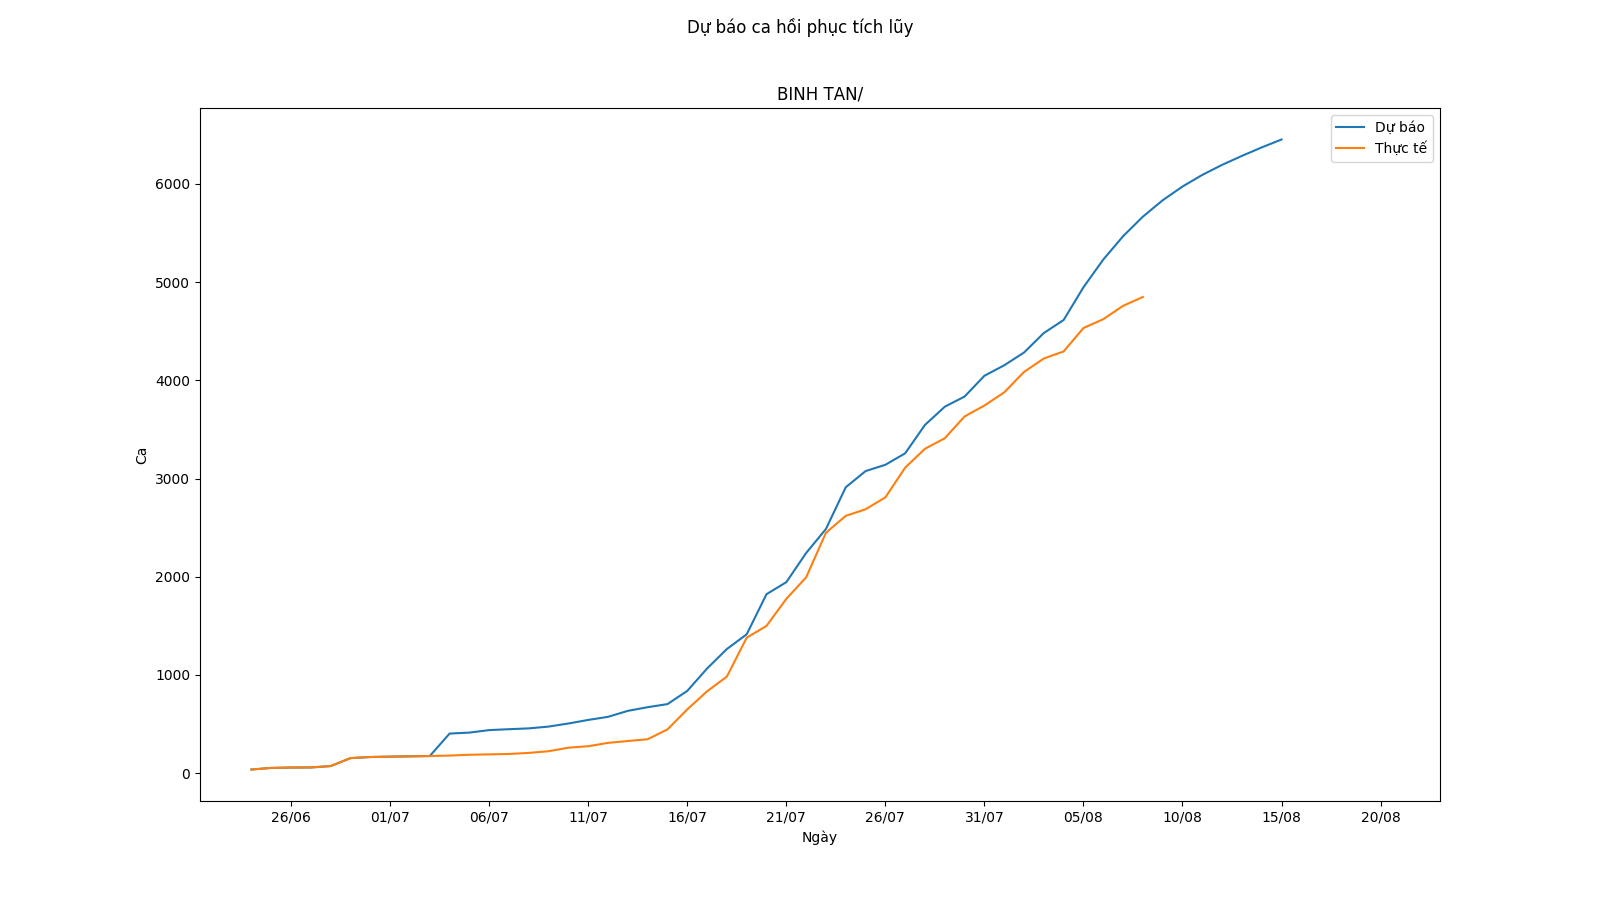 Dự báo ca hồi phục tích lũy
BINH TAN/
Dự báo
Thực tế
6000
5000
4000
3000
2000
1000
0
Ca
26/06 01/07 06/07 11/07 16/07 21/07 26/07 31/07 05/08 10/08 15/08 20/08
Ngày